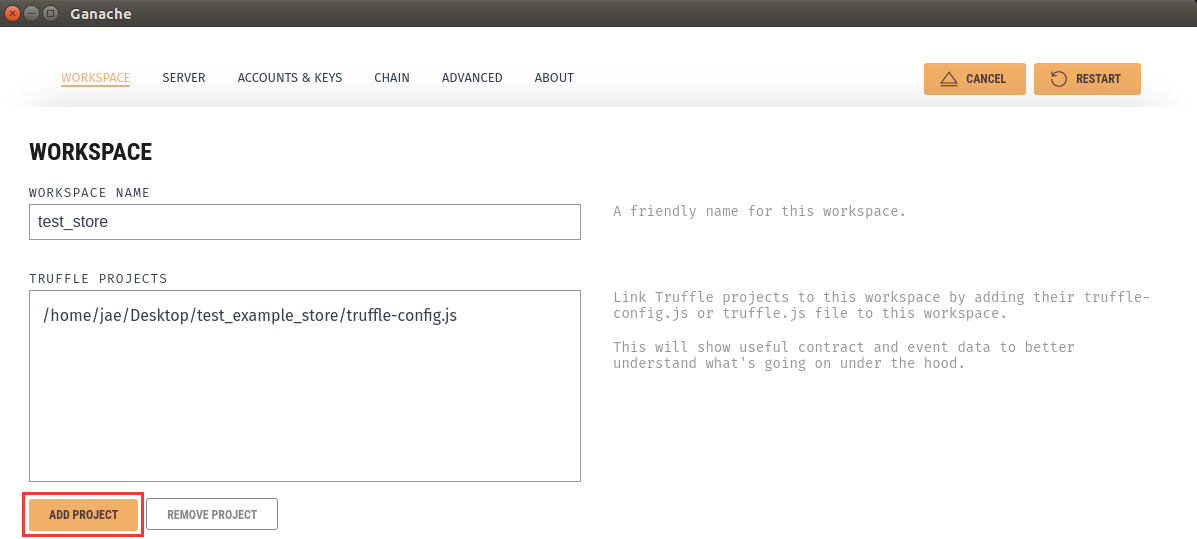 Ganache
WORKSPACE SERVER ACCOUNTS & KEYS CHAIN ADVANCED ABOUT CANCEL RESTART
WORKSPACE
WORKSPACE NAME
test_store
A friendly name for this workspace.
TRUFFLE PROJECTS
/home/jae/Desktop/test_example_store/truffle-config.js
Link Truffle projects to this workspace by adding their truffle-
config.js or truffle.js file to this workspace.
This will show useful contract and event data to better
understand what's going on under the hood.
ADD PROJECT REMOVE PROJECT